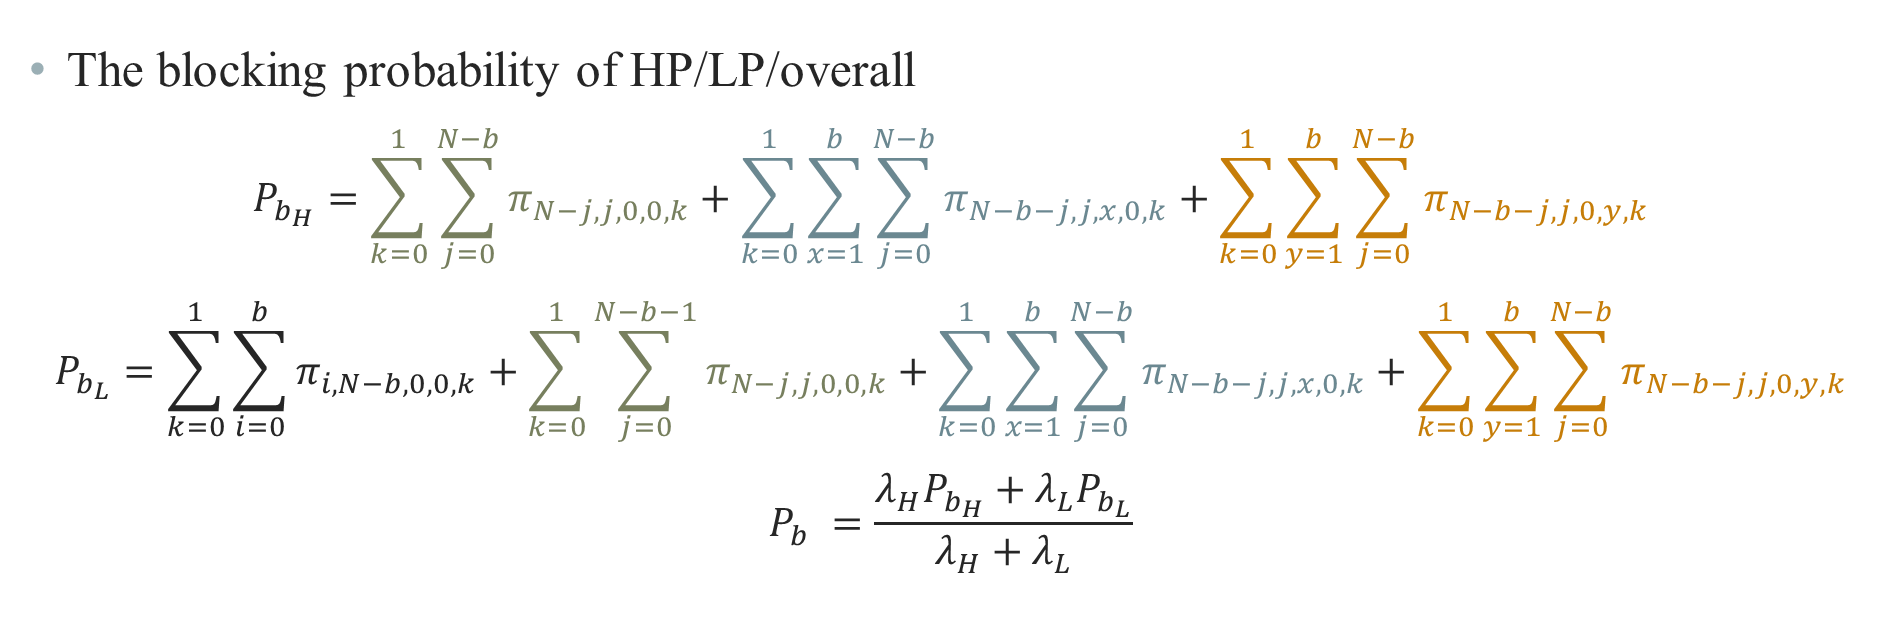 • The blocking probability of HP/LP/overall
$P_{b_H} = \sum_{k=0}^{1} \sum_{j=0}^{N-b} \pi_{N-j,j,0,0,k} + \sum_{k=0}^{1} \sum_{x=1}^{b} \sum_{j=0}^{N-b} \pi_{N-b-j,j,x,0,k} + \sum_{k=0}^{1} \sum_{y=1}^{b} \sum_{j=0}^{N-b} \pi_{N-b-j,j,0,y,k}$
$P_{b_L} = \sum_{k=0}^{1} \sum_{i=0}^{b} \pi_{i,N-b,0,0,k} + \sum_{k=0}^{1} \sum_{j=0}^{N-b-1} \pi_{N-j,j,0,0,k} + \sum_{k=0}^{1} \sum_{x=1}^{b} \sum_{j=0}^{N-b} \pi_{N-b-j,j,x,0,k} + \sum_{k=0}^{1} \sum_{y=1}^{b} \sum_{j=0}^{N-b} \pi_{N-b-j,j,0,y,k}$
$P_b = \frac{\lambda_H P_{b_H} + \lambda_L P_{b_L}}{\lambda_H + \lambda_L}$